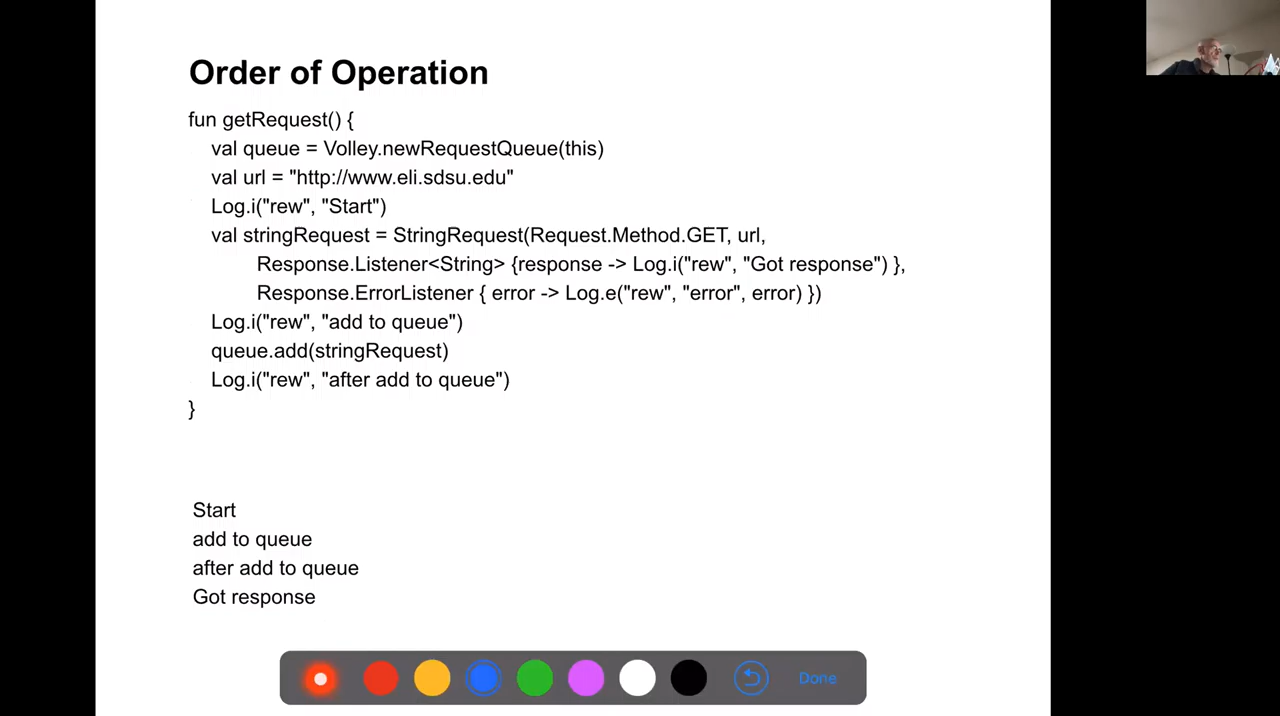 Order of Operation
fun getRequest() {
val queue = Volley.newRequestQueue(this)
val url = "http://www.eli.sdsu.edu"
Log.i("rew", "Start")
val stringRequest = StringRequest(Request.Method.GET, url,
Response.Listener<String> {response -> Log.i("rew", "Got response") },
Response.ErrorListener { error -> Log.e("rew", "error", error) })
Log.i("rew", "add to queue")
queue.add(stringRequest)
Log.i("rew", "after add to queue")
}
Start
add to queue
after add to queue
Got response
Done